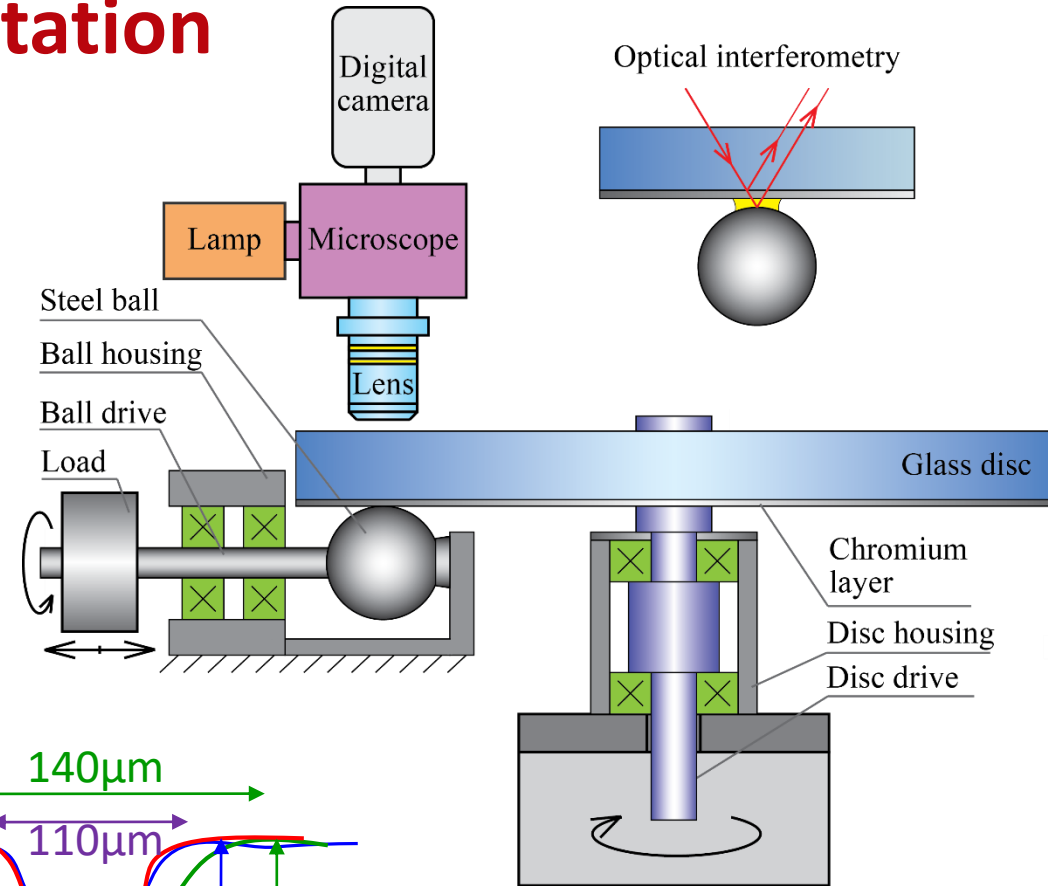 tation
Digital
camera
Optical interferometry
Lamp
Microscope
Steel ball
Ball housing
Lens
Ball drive
Load
Glass disc
Chromium
layer
Disc housing
Disc drive
140µm
110µm